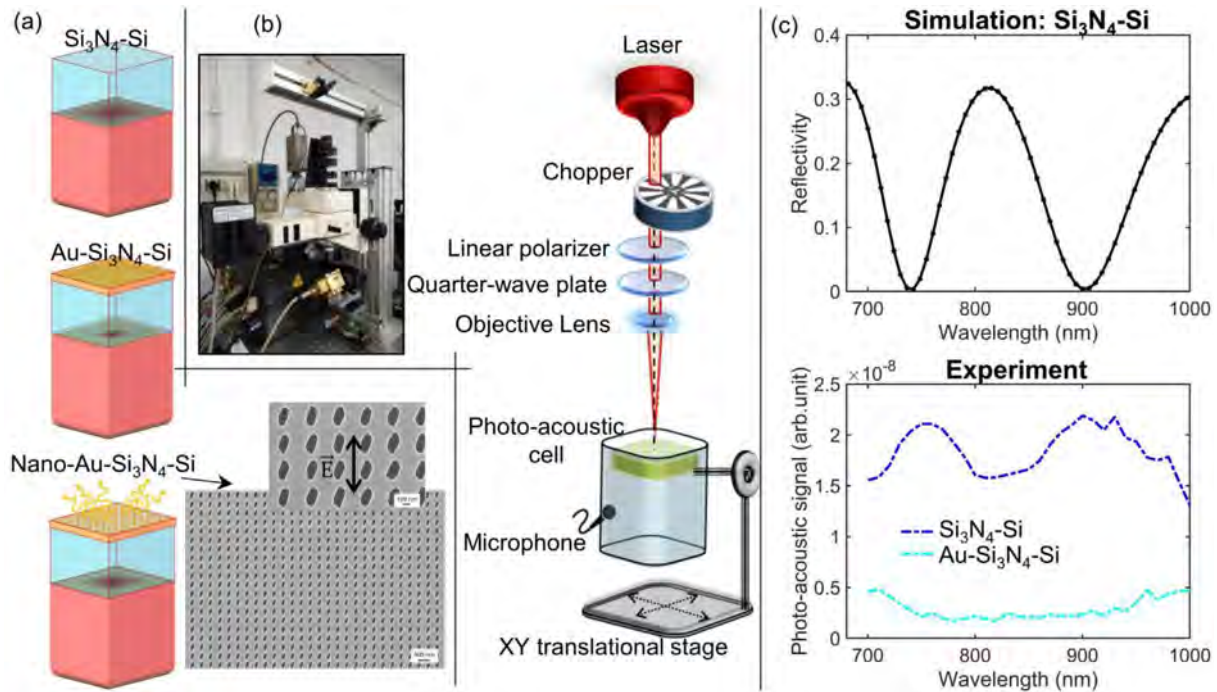 (a)
Si₃N₄-Si
Au-Si₃N₄-Si
Nano-Au-Si₃N₄-Si
(b)
E⃗
Laser
Chopper
Linear polarizer
Quarter-wave plate
Objective Lens
Photo-acoustic
cell
Microphone
XY translational stage
(c)
Simulation: Si₃N₄-Si
Reflectivity
0.4
0.3
0.2
0.1
0
700 800 900 1000
Wavelength (nm)
Experiment
×10⁻⁸
Photo-acoustic signal (arb.unit)
2.5
2
1.5
1
0.5
0
Si₃N₄-Si
Au-Si₃N₄-Si
700 800 900 1000
Wavelength (nm)